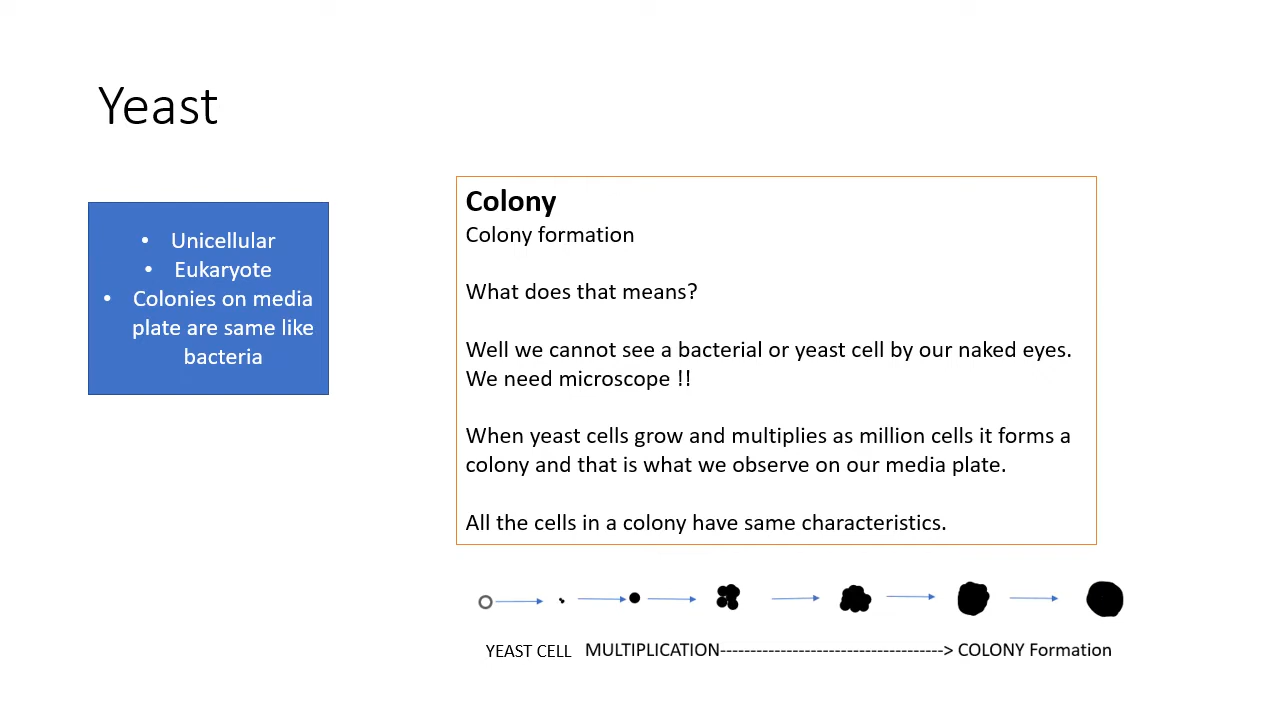 Yeast
• Unicellular
• Eukaryote
• Colonies on media
plate are same like
bacteria
Colony
Colony formation
What does that means?
Well we cannot see a bacterial or yeast cell by our naked eyes.
We need microscope !!
When yeast cells grow and multiplies as million cells it forms a
colony and that is what we observe on our media plate.
All the cells in a colony have same characteristics.
YEAST CELL MULTIPLICATION-------------------------------------> COLONY Formation